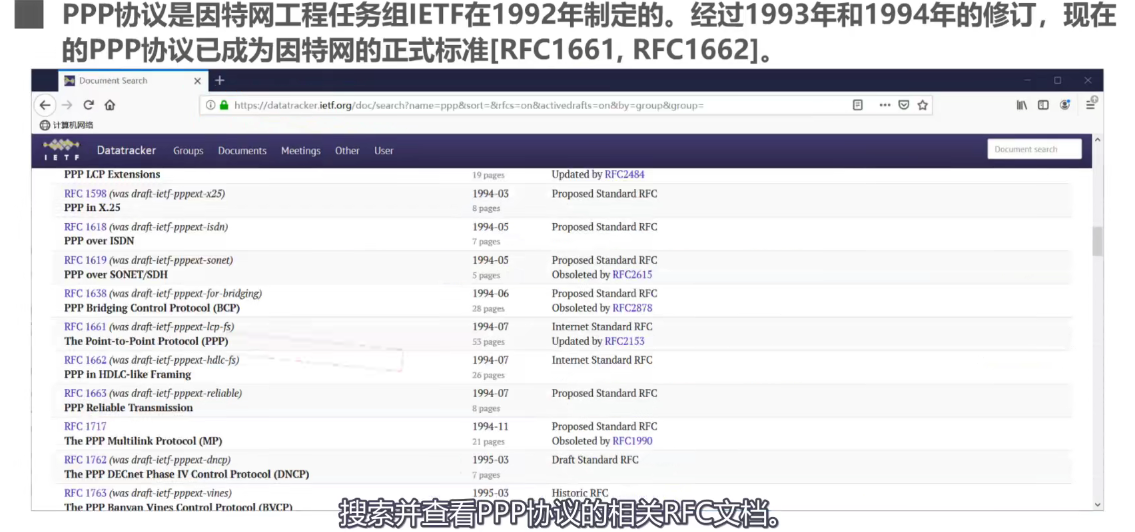 PPP协议是因特网工程任务组IETF在1992年制定的。经过1993年和1994年的修订，现在
的PPP协议已成为因特网的正式标准[RFC1661, RFC1662]。
Document Search
https://datatracker.ietf.org/doc/search?name=ppp&sort=&rfcs=on&activedrafts=on&by=group&group=
计算机网络
IETF Datatracker Groups Documents Meetings Other User Document search
PPP LCP Extensions 19 pages Updated by RFC2484
RFC 1598 (was draft-ietf-pppext-x25) 1994-03 Proposed Standard RFC
PPP in X.25 8 pages
RFC 1618 (was draft-ietf-pppext-isdn) 1994-05 Proposed Standard RFC
PPP over ISDN 7 pages
RFC 1619 (was draft-ietf-pppext-sonet) 1994-05 Proposed Standard RFC
PPP over SONET/SDH 5 pages Obsoleted by RFC2615
RFC 1638 (was draft-ietf-pppext-for-bridging) 1994-06 Proposed Standard RFC
PPP Bridging Control Protocol (BCP) 28 pages Obsoleted by RFC2878
RFC 1661 (was draft-ietf-pppext-lcp-fs) 1994-07 Internet Standard RFC
The Point-to-Point Protocol (PPP) 53 pages Updated by RFC2153
RFC 1662 (was draft-ietf-pppext-hdlc-fs) 1994-07 Internet Standard RFC
PPP in HDLC-like Framing 26 pages
RFC 1663 (was draft-ietf-pppext-reliable) 1994-07 Proposed Standard RFC
PPP Reliable Transmission 8 pages
RFC 1717 1994-11 Proposed Standard RFC
The PPP Multilink Protocol (MP) 21 pages Obsoleted by RFC1990
RFC 1762 (was draft-ietf-pppext-dncp) 1995-03 Draft Standard RFC
The PPP DECnet Phase IV Control Protocol (DNCP) 7 pages
RFC 1763 (was draft-ietf-pppext-vines) 1995-03 Historic RFC
The PPP Banyan Vines Control Protocol (BVCP)
搜索并查看PPP协议的相关RFC文档。